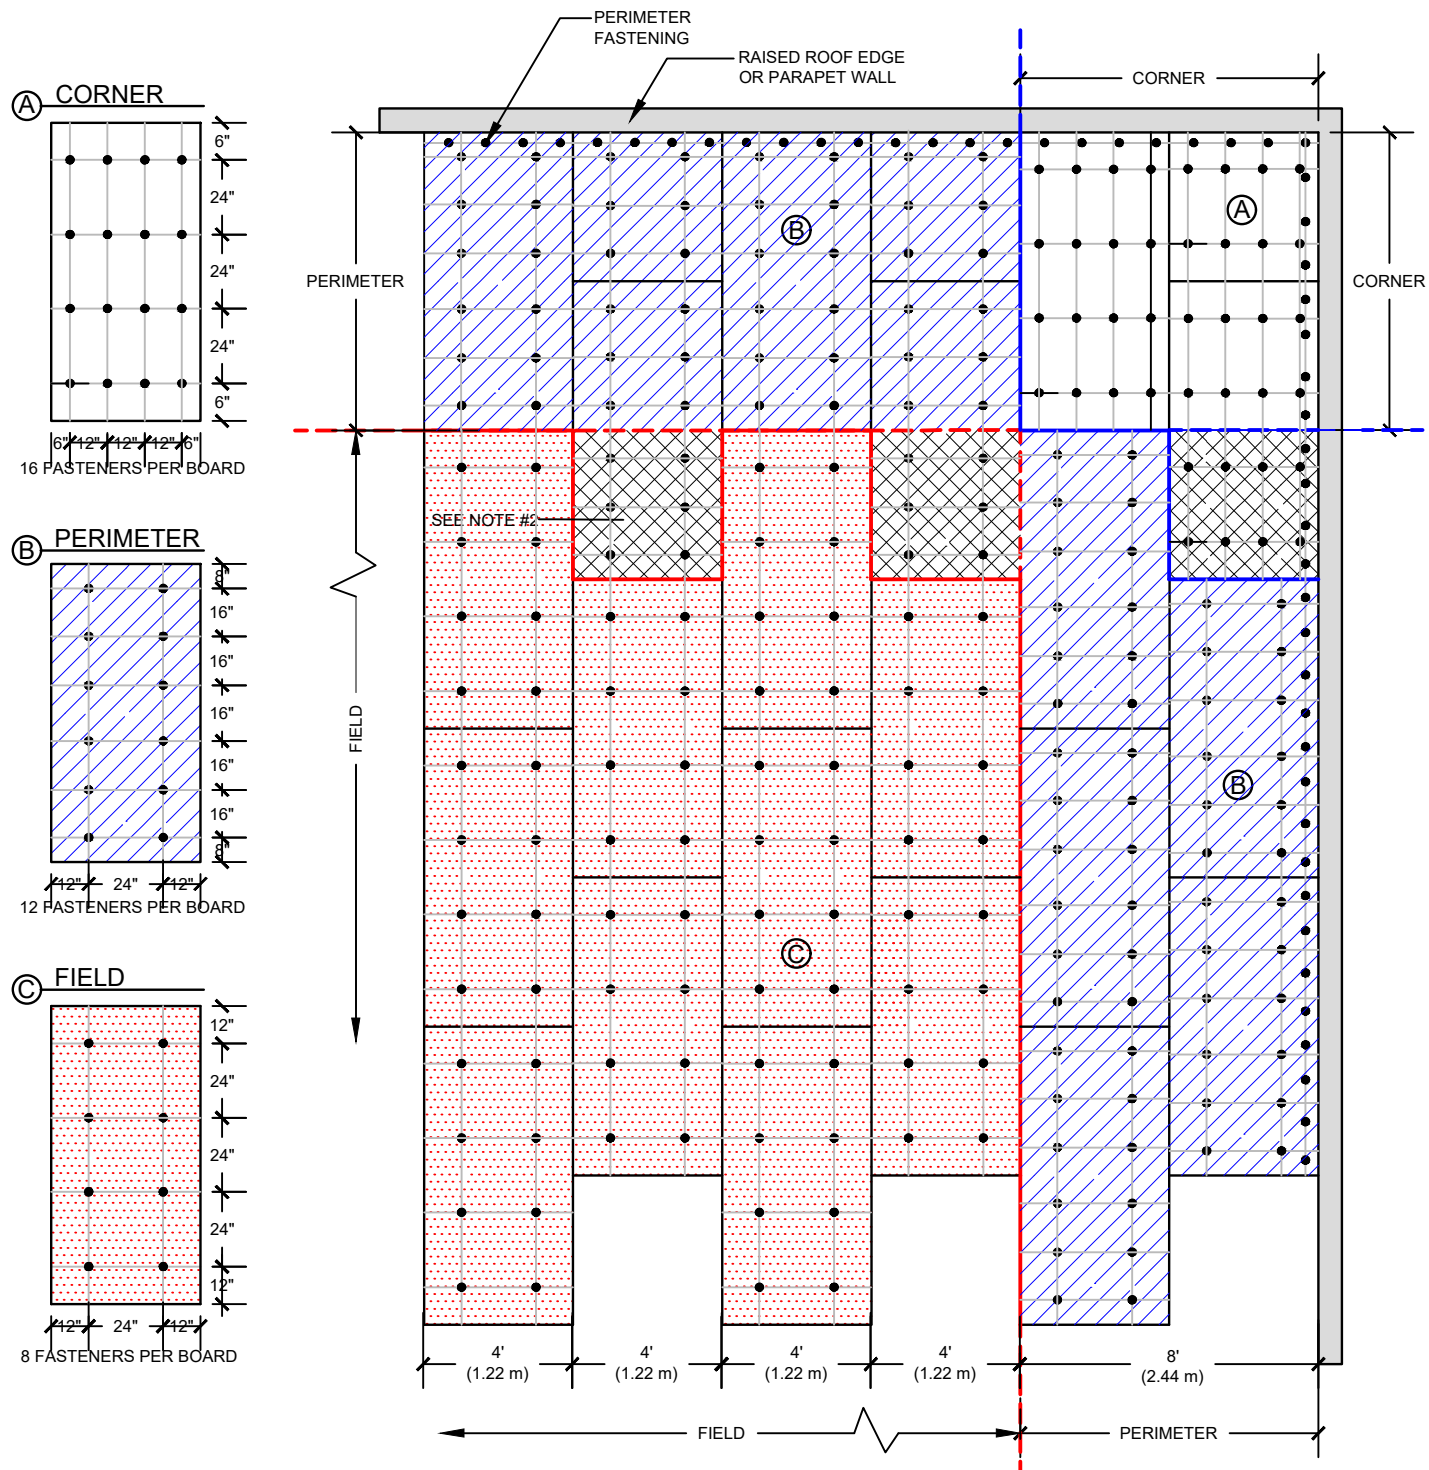 PERIMETER
FASTENING
RAISED ROOF EDGE
OR PARAPET WALL
CORNER
A CORNER
6"
24"
24"
24"
6"
6" 12" 12" 12" 6"
16 FASTENERS PER BOARD
B PERIMETER
8"
16"
16"
16"
16"
16"
8"
12" 24" 12"
12 FASTENERS PER BOARD
C FIELD
12"
24"
24"
24"
12"
12" 24" 12"
8 FASTENERS PER BOARD
PERIMETER
B
A
CORNER
SEE NOTE #2
FIELD
B
C
4'
(1.22 m)
4'
(1.22 m)
4'
(1.22 m)
4'
(1.22 m)
8'
(2.44 m)
FIELD
PERIMETER